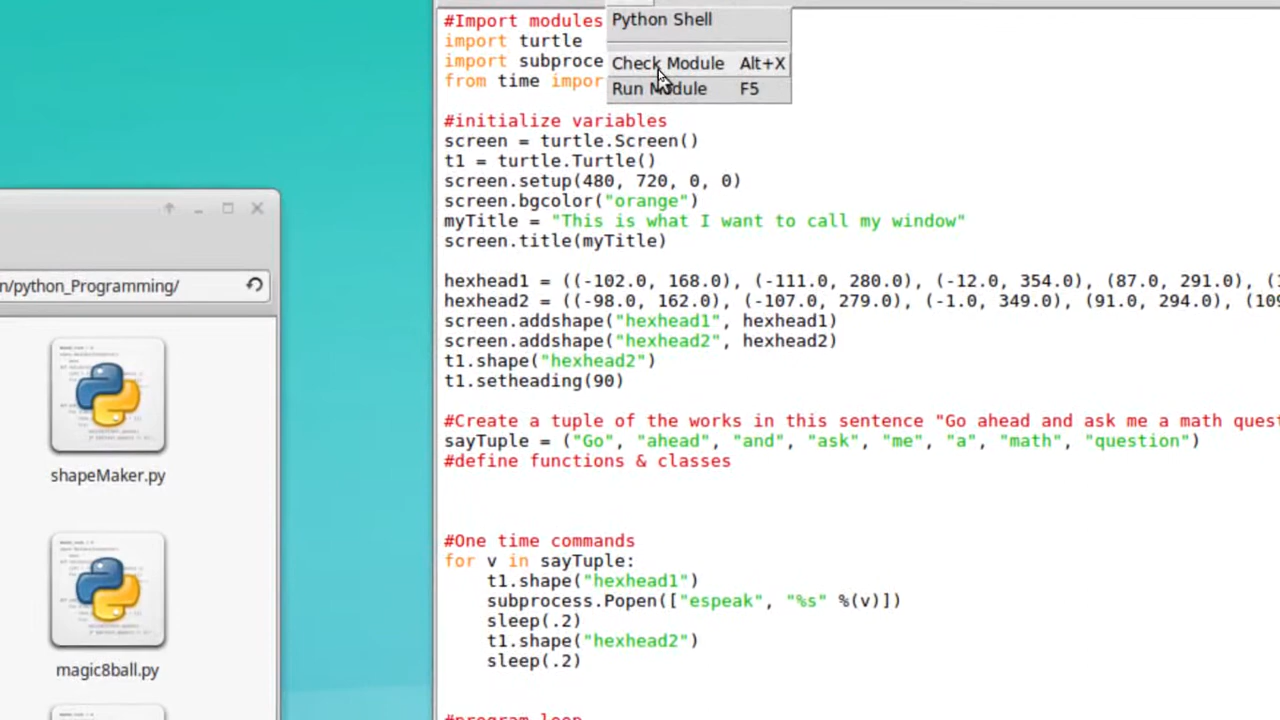 Python Shell
Check Module Alt+X
Run Module F5
#Import modules
import turtle
import subproce
from time impor
#initialize variables
screen = turtle.Screen()
t1 = turtle.Turtle()
screen.setup(480, 720, 0, 0)
screen.bgcolor("orange")
myTitle = "This is what I want to call my window"
screen.title(myTitle)
hexhead1 = ((-102.0, 168.0), (-111.0, 280.0), (-12.0, 354.0), (87.0, 291.0), (1
hexhead2 = ((-98.0, 162.0), (-107.0, 279.0), (-1.0, 349.0), (91.0, 294.0), (109
screen.addshape("hexhead1", hexhead1)
screen.addshape("hexhead2", hexhead2)
t1.shape("hexhead2")
t1.setheading(90)
#Create a tuple of the works in this sentence "Go ahead and ask me a math quest
sayTuple = ("Go", "ahead", "and", "ask", "me", "a", "math", "question")
#define functions & classes
#One time commands
for v in sayTuple:
t1.shape("hexhead1")
subprocess.Popen(["espeak", "%s" %(v)])
sleep(.2)
t1.shape("hexhead2")
sleep(.2)
#program loop
n/python_Programming/
shapeMaker.py
magic8ball.py